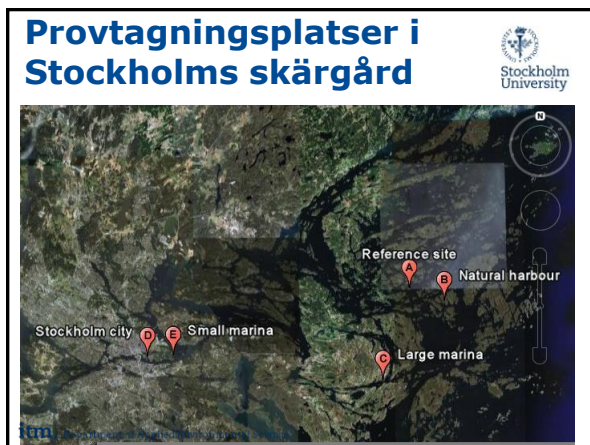 Provtagningsplatser i
Stockholms skärgård
Stockholm
University
N
Reference site
A
B Natural harbour
Stockholm city D E Small marina
C Large marina
itm